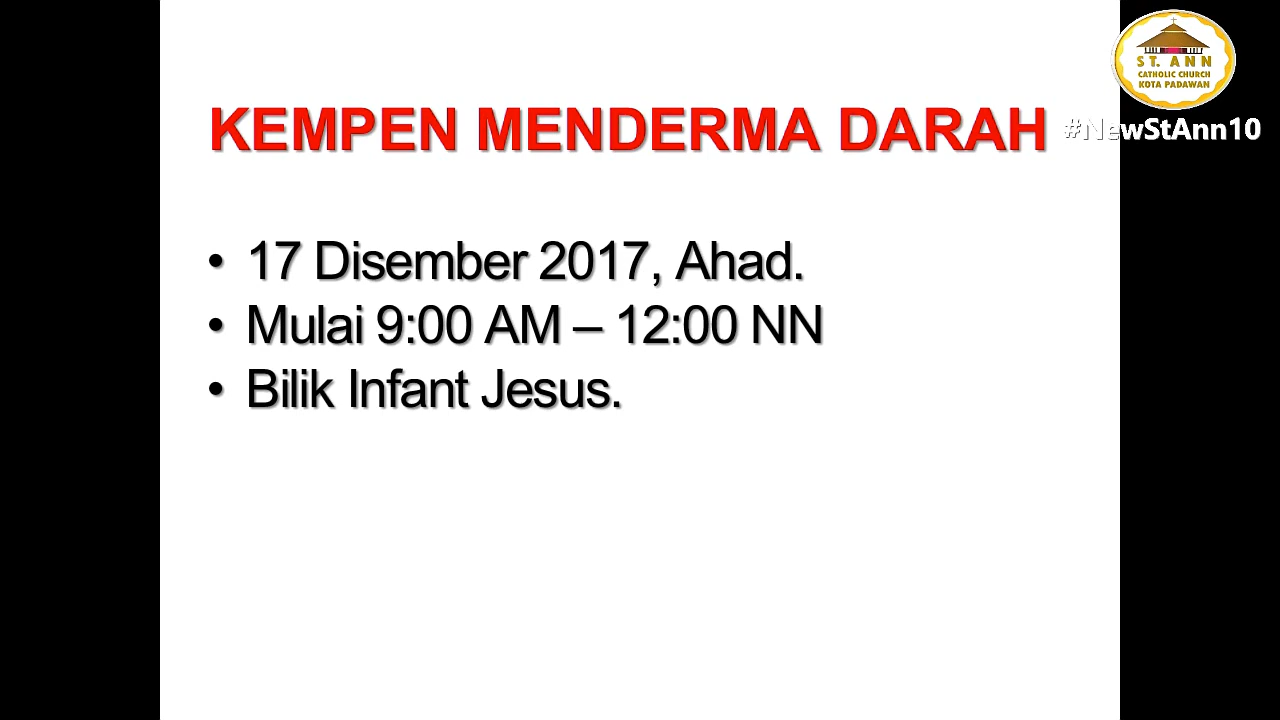 ST. ANN
CATHOLIC CHURCH
KOTA PADAWAN
#NewStAnn10
KEMPEN MENDERMA DARAH
• 17 Disember 2017, Ahad.
• Mulai 9:00 AM – 12:00 NN
• Bilik Infant Jesus.